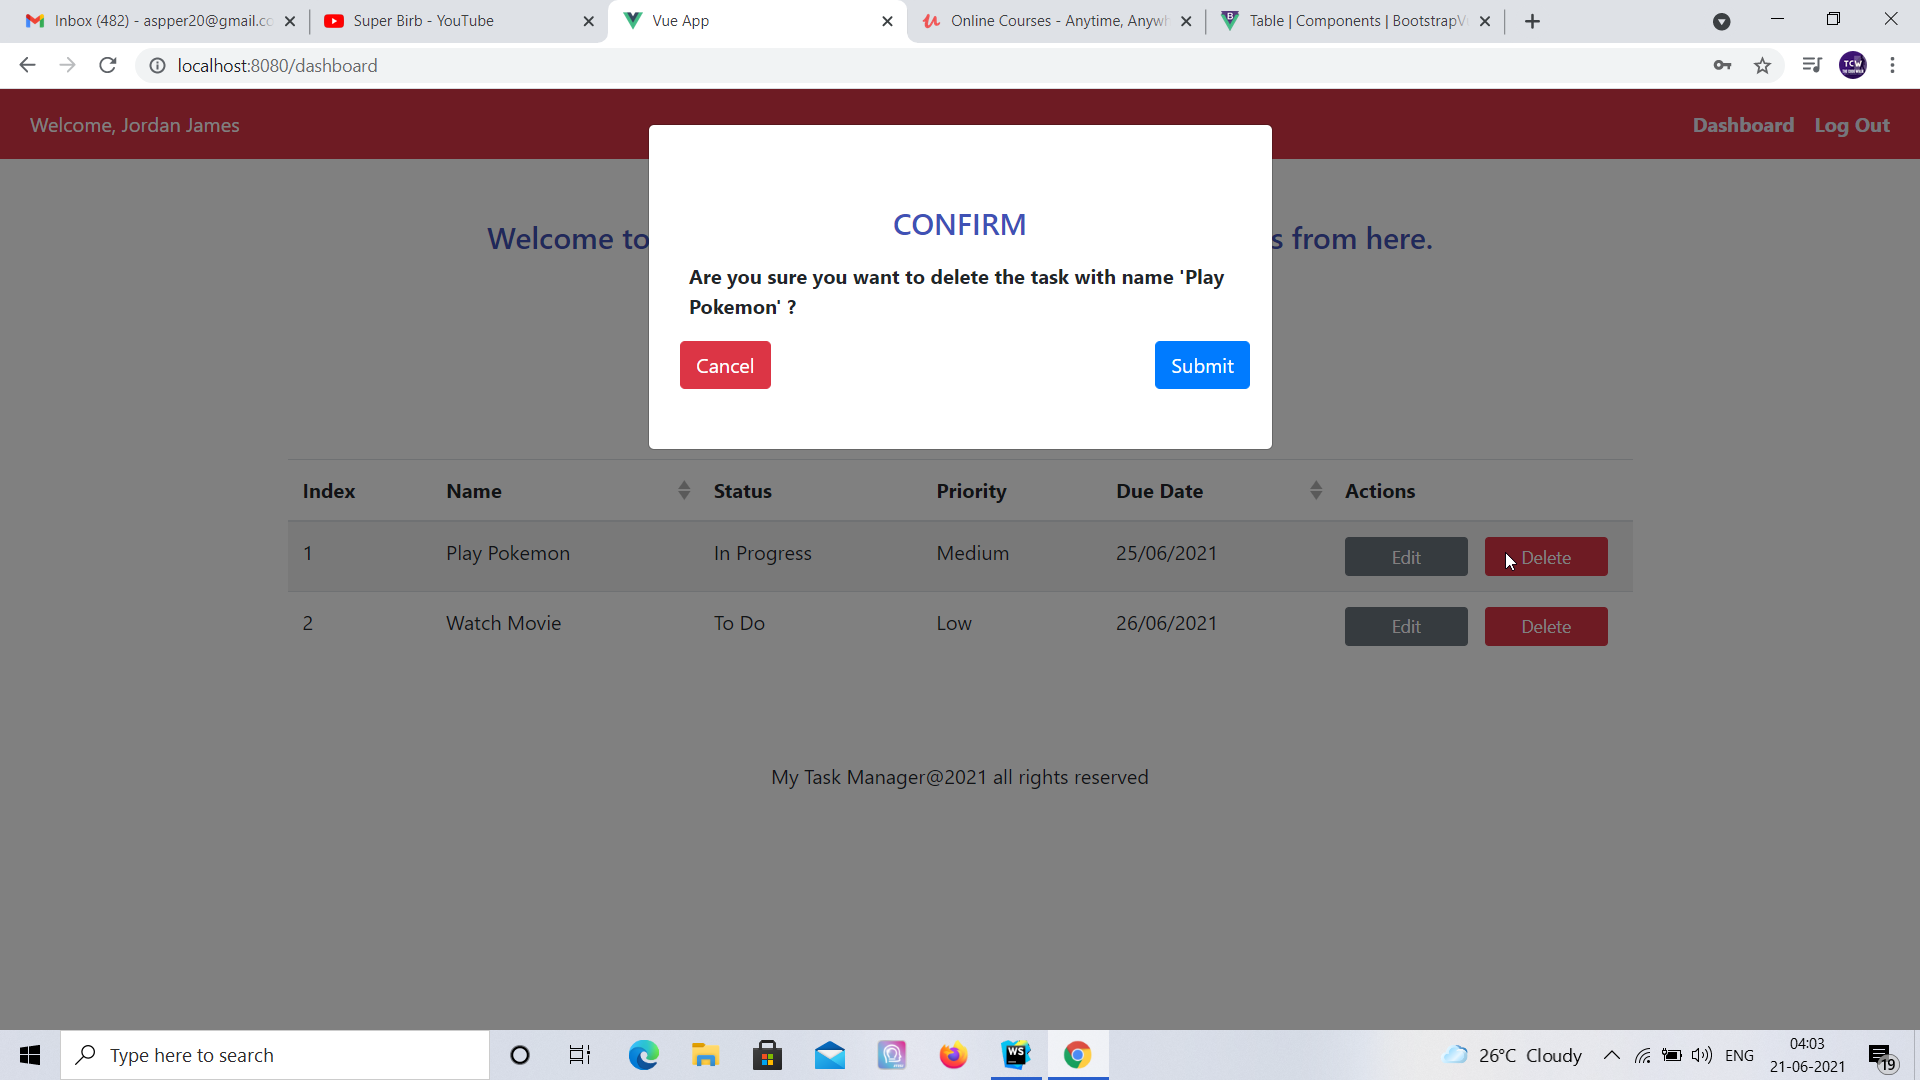 Inbox (482) - aspper20@gmail.co
Super Birb - YouTube
Vue App
Online Courses - Anytime, Anywh
Table | Components | BootstrapVu
localhost:8080/dashboard
TCW
Welcome, Jordan James
Dashboard
Log Out
Welcome to
s from here.
CONFIRM
Are you sure you want to delete the task with name 'Play
Pokemon' ?
Cancel
Submit
Index Name Status Priority Due Date Actions
1 Play Pokemon In Progress Medium 25/06/2021 Edit Delete
2 Watch Movie To Do Low 26/06/2021 Edit Delete
My Task Manager@2021 all rights reserved
Type here to search
WS
26°C Cloudy
ENG
04:03
21-06-2021
19